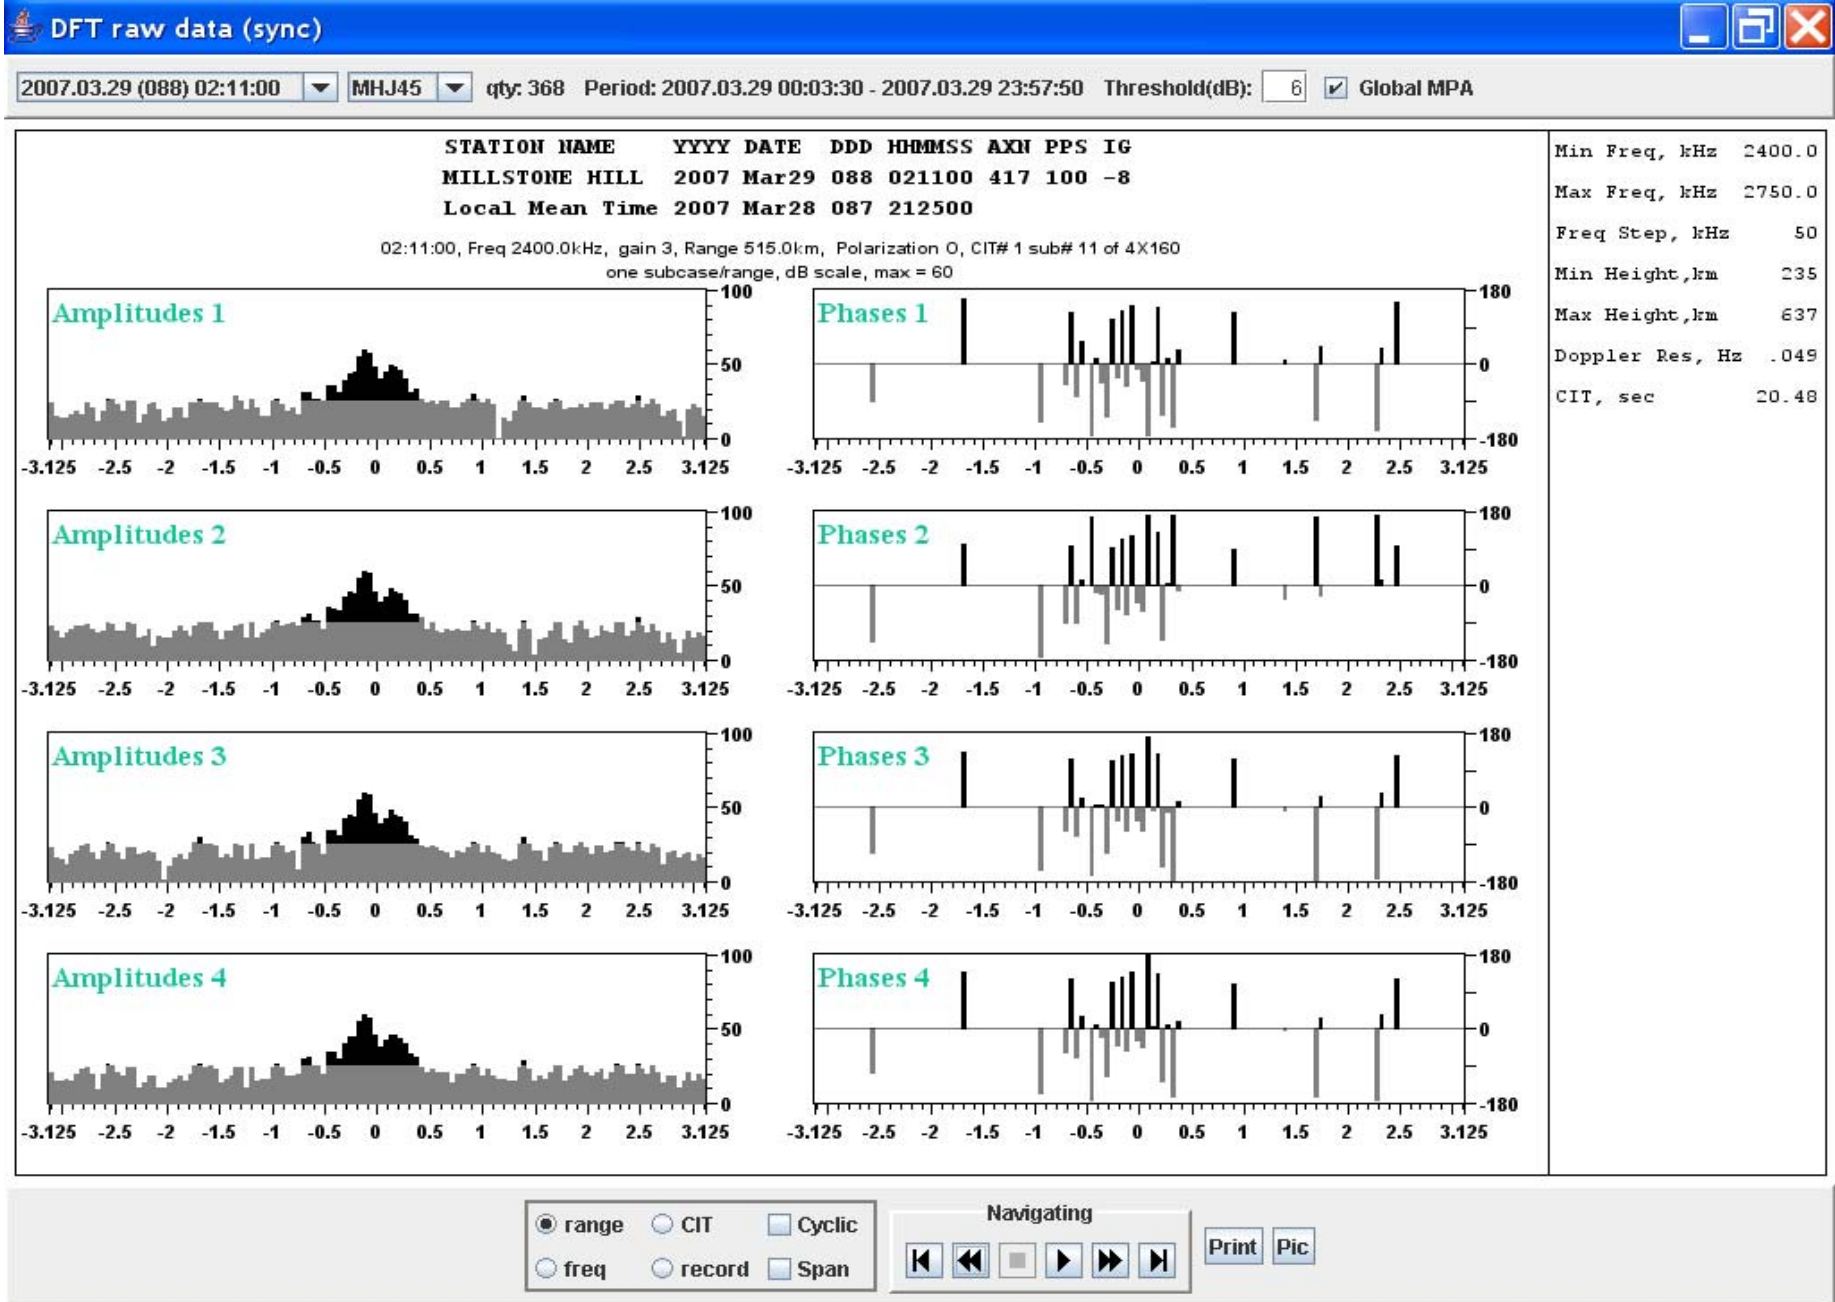 DFT raw data (sync)
2007.03.29 (088) 02:11:00 MHJ45 qty: 368 Period: 2007.03.29 00:03:30 - 2007.03.29 23:57:50 Threshold(dB): 6 Global MPA
STATION NAME YYYY DATE DDD HHMMSS AXN PPS IG
MILLSTONE HILL 2007 Mar29 088 021100 417 100 -8
Local Mean Time 2007 Mar28 087 212500
02:11:00, Freq 2400.0kHz, gain 3, Range 515.0km, Polarization O, CIT# 1 sub# 11 of 4X160
one subcase/range, dB scale, max = 60
Amplitudes 1
100
50
0
-3.125 -2.5 -2 -1.5 -1 -0.5 0 0.5 1 1.5 2 2.5 3.125
Phases 1
180
0
-180
-3.125 -2.5 -2 -1.5 -1 -0.5 0 0.5 1 1.5 2 2.5 3.125
Amplitudes 2
100
50
0
-3.125 -2.5 -2 -1.5 -1 -0.5 0 0.5 1 1.5 2 2.5 3.125
Phases 2
180
0
-180
-3.125 -2.5 -2 -1.5 -1 -0.5 0 0.5 1 1.5 2 2.5 3.125
Amplitudes 3
100
50
0
-3.125 -2.5 -2 -1.5 -1 -0.5 0 0.5 1 1.5 2 2.5 3.125
Phases 3
180
0
-180
-3.125 -2.5 -2 -1.5 -1 -0.5 0 0.5 1 1.5 2 2.5 3.125
Amplitudes 4
100
50
0
-3.125 -2.5 -2 -1.5 -1 -0.5 0 0.5 1 1.5 2 2.5 3.125
Phases 4
180
0
-180
-3.125 -2.5 -2 -1.5 -1 -0.5 0 0.5 1 1.5 2 2.5 3.125
Min Freq, kHz 2400.0
Max Freq, kHz 2750.0
Freq Step, kHz 50
Min Height,km 235
Max Height,km 637
Doppler Res, Hz .049
CIT, sec 20.48
range CIT Cyclic
freq record Span
Navigating
Print Pic